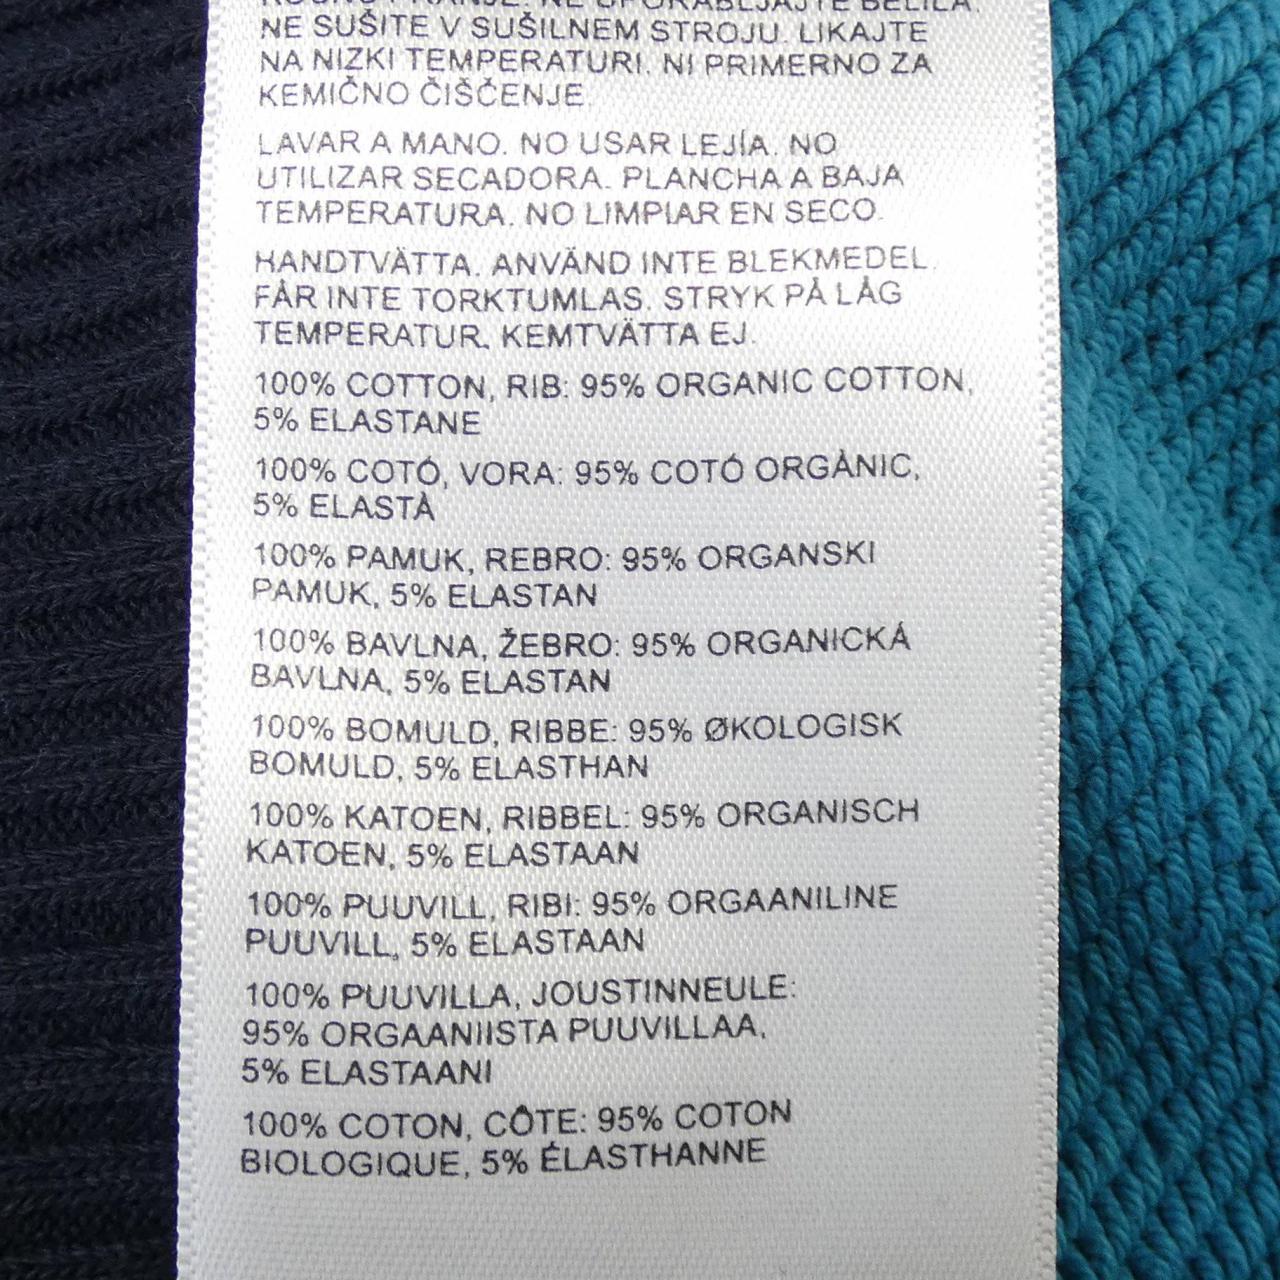 ROČNO PRANJE. NE UPORABLJAJTE BELILA.
NE SUŠITE V SUŠILNEM STROJU. LIKAJTE
NA NIZKI TEMPERATURI. NI PRIMERNO ZA
KEMIČNO ČIŠČENJE.
LAVAR A MANO. NO USAR LEJÍA. NO
UTILIZAR SECADORA. PLANCHA A BAJA
TEMPERATURA. NO LIMPIAR EN SECO.
HANDTVÄTTA. ANVÄND INTE BLEKMEDEL.
FÅR INTE TORKTUMLAS. STRYK PÅ LÅG
TEMPERATUR. KEMTVÄTTA EJ.
100% COTTON, RIB: 95% ORGANIC COTTON,
5% ELASTANE
100% COTÓ, VORA: 95% COTÓ ORGÀNIC,
5% ELASTÀ
100% PAMUK, REBRO: 95% ORGANSKI
PAMUK, 5% ELASTAN
100% BAVLNA, ŽEBRO: 95% ORGANICKÁ
BAVLNA, 5% ELASTAN
100% BOMULD, RIBBE: 95% ØKOLOGISK
BOMULD, 5% ELASTHAN
100% KATOEN, RIBBEL: 95% ORGANISCH
KATOEN, 5% ELASTAAN
100% PUUVILL, RIBI: 95% ORGAANILINE
PUUVILL, 5% ELASTAAN
100% PUUVILLA, JOUSTINNEULE:
95% ORGAANIISTA PUUVILLAA,
5% ELASTAANI
100% COTON, CÔTE: 95% COTON
BIOLOGIQUE, 5% ÉLASTHANNE